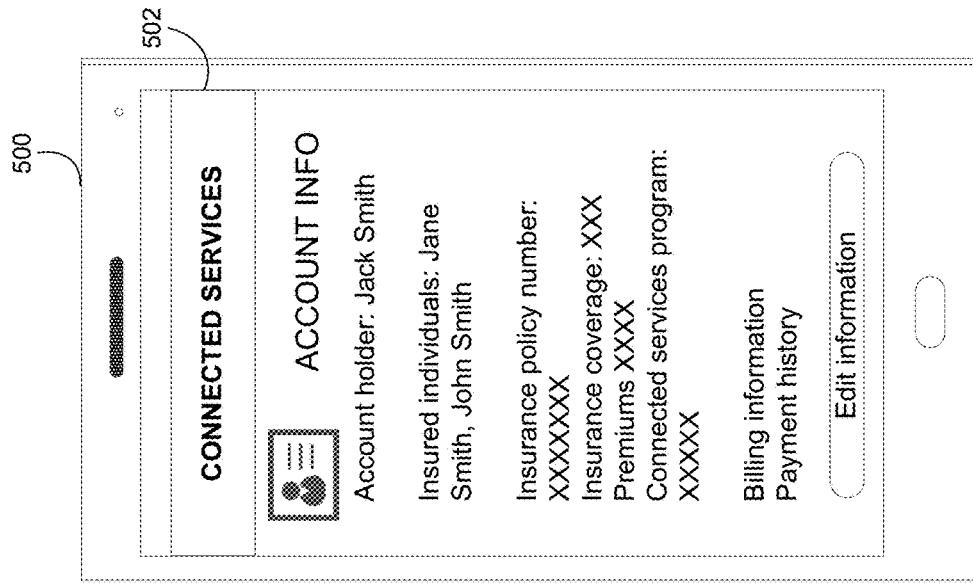 500
502
CONNECTED SERVICES
ACCOUNT INFO
Account holder: Jack Smith
Insured individuals: Jane
Smith, John Smith
Insurance policy number:
XXXXXX
Insurance coverage: XXX
Premiums XXXX
Connected services program:
XXXXX
Billing information
Payment history
Edit information